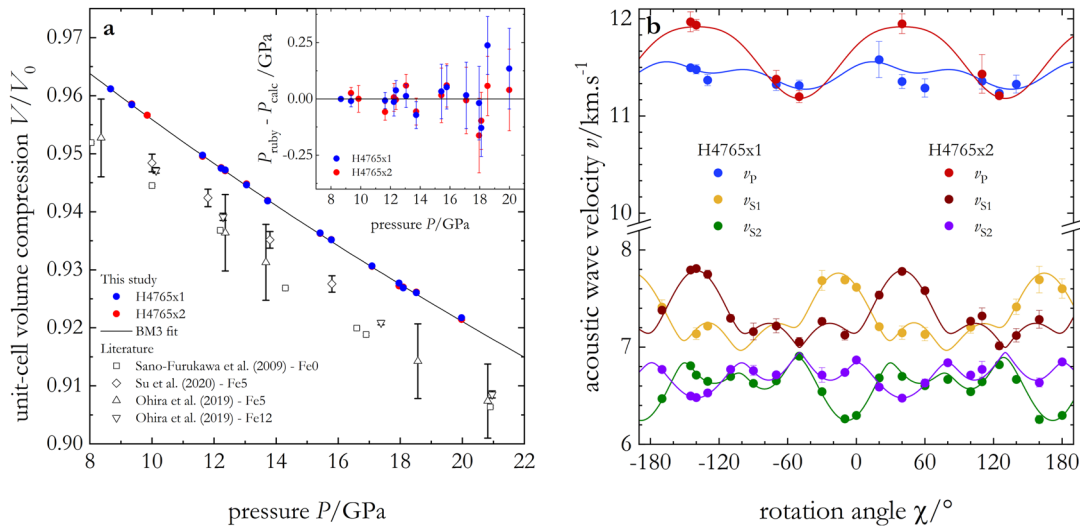 a
unit-cell volume compression V/V0
0.97
0.96
0.95
0.94
0.93
0.92
0.91
0.90
8
10
12
14
16
18
20
22
pressure P/GPa
This study
H4765x1
H4765x2
BM3 fit
Literature
Sano-Furukawa et al. (2009) - Fe0
Su et al. (2020) - Fe5
Ohira et al. (2019) - Fe5
Ohira et al. (2019) - Fe12
Pruby - Pcalc /GPa
0.25
0.00
-0.25
H4765x1
H4765x2
8 10 12 14 16 18 20
pressure P/GPa
b
acoustic wave velocity v/km.s-1
12
11
10
8
7
6
H4765x1 H4765x2
vP vP
vS1 vS1
vS2 vS2
-190 -120 -60 0 60 120 190
rotation angle χ/°